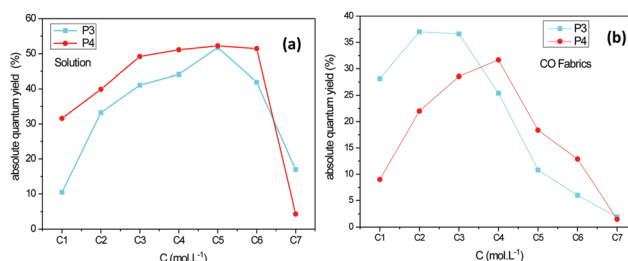 P3
P4
Solution
(a)
absolute quantum yield (%)
60
50
40
30
20
10
0
C1 C2 C3 C4 C5 C6 C7
C (mol.L-1)
P3
P4
CO Fabrics
(b)
absolute quantum yield (%)
40
35
30
25
20
15
10
5
0
C1 C2 C3 C4 C5 C6 C7
C (mol.L-1)